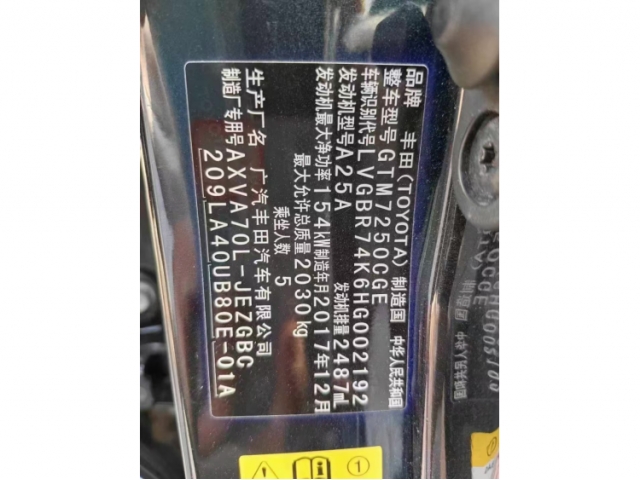 品牌 丰田(TOYOTA) 制造国 中华人民共和国
整车型号 GTM7250CGE
车辆识别代号 LVGBR74K6HG002192
发动机型号 A25A 发动机排量 2487mL
发动机最大净功率 154kW 制造年月 2017年12月
最大允许总质量 2030kg
乘坐人数 5
生产厂名 广汽丰田汽车有限公司
制造厂专用号 AXVA70L-JEZGBC
209LA40UB80E-01A
1